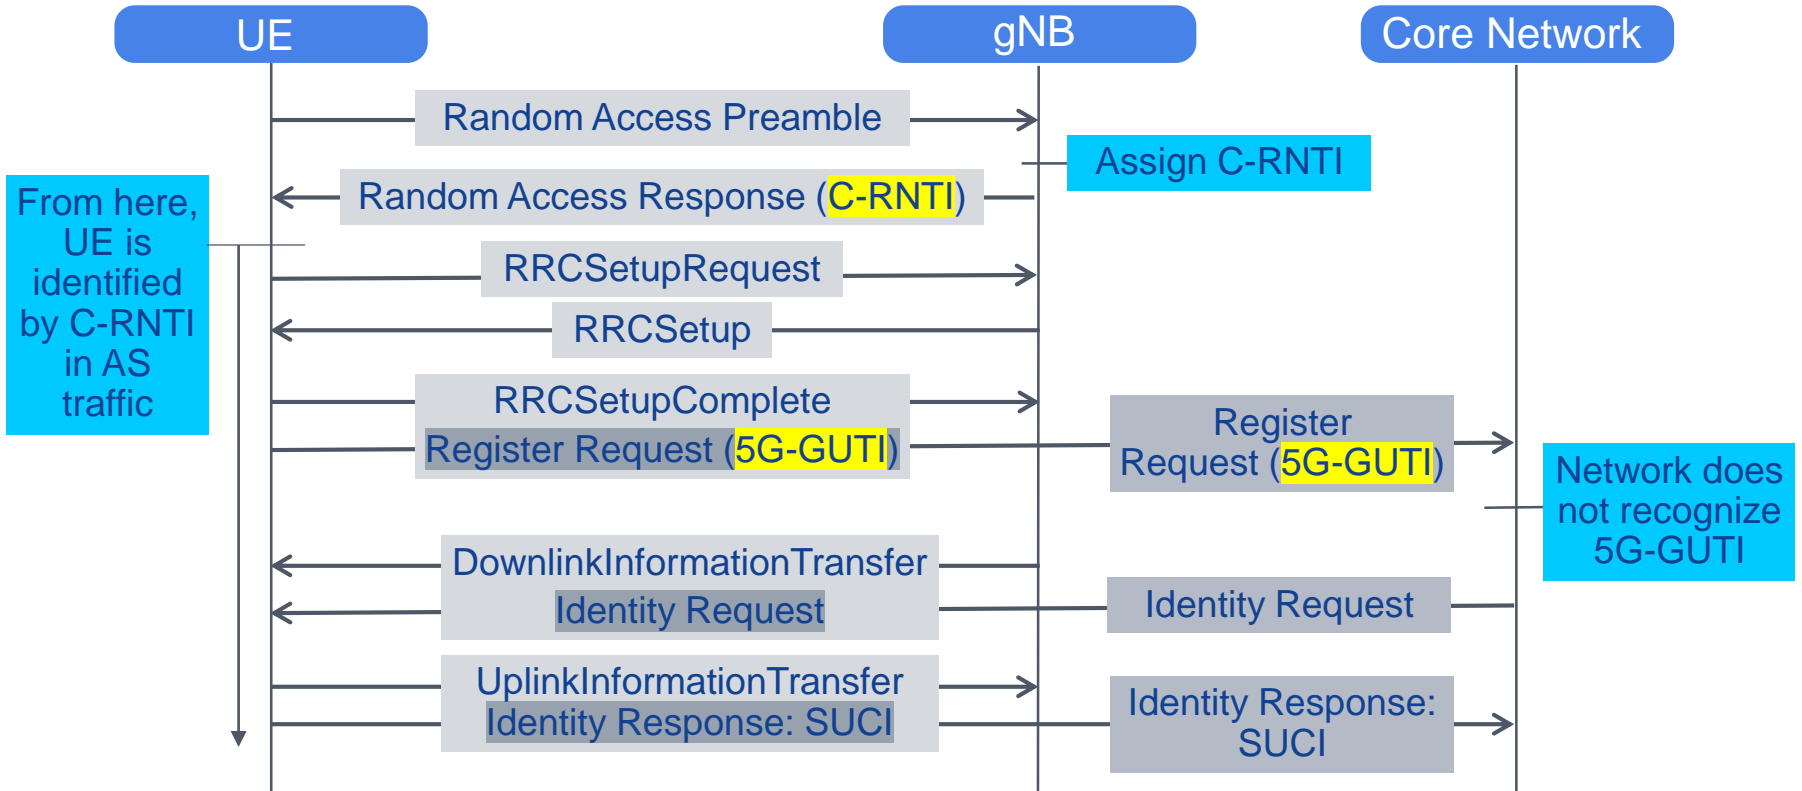 UE
gNB
Core Network
Random Access Preamble
Assign C-RNTI
Random Access Response (C-RNTI)
From here,
UE is
identified
by C-RNTI
in AS
traffic
RRCSetupRequest
RRCSetup
RRCSetupComplete
Register Request (5G-GUTI)
Register
Request (5G-GUTI)
Network does
not recognize
5G-GUTI
DownlinkInformationTransfer
Identity Request
Identity Request
UplinkInformationTransfer
Identity Response: SUCI
Identity Response:
SUCI